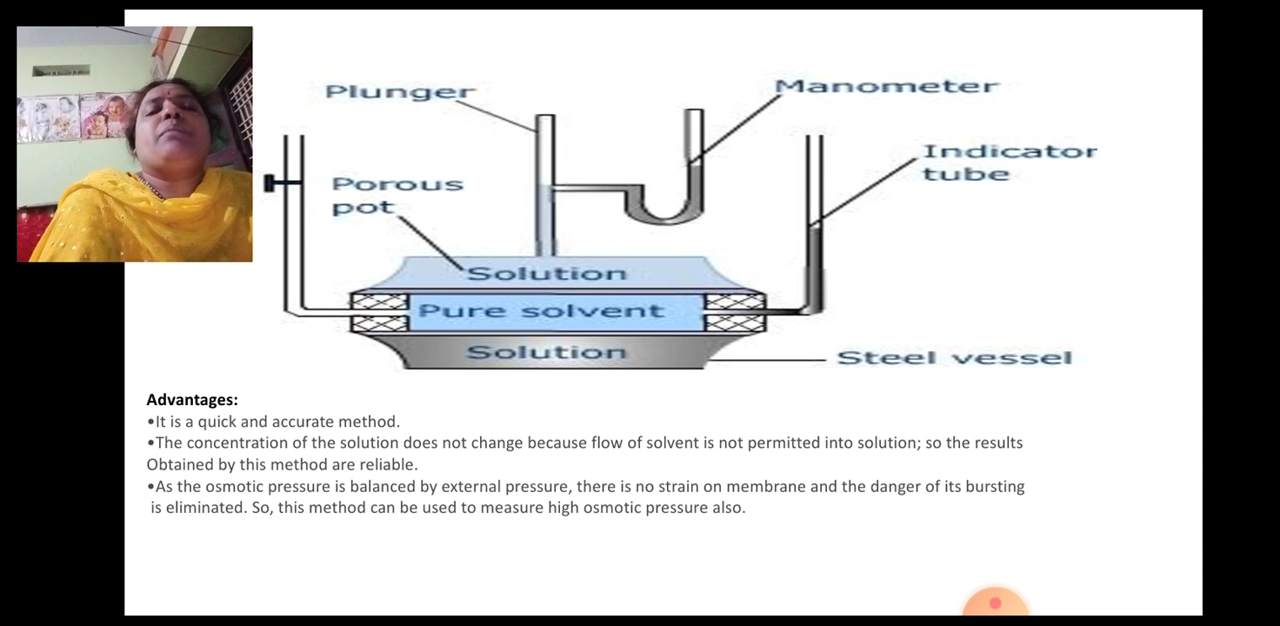 Plunger
Manometer
Indicator
tube
Porous
pot
Solution
Pure solvent
Solution
Steel vessel
Advantages:
•It is a quick and accurate method.
•The concentration of the solution does not change because flow of solvent is not permitted into solution; so the results
Obtained by this method are reliable.
•As the osmotic pressure is balanced by external pressure, there is no strain on membrane and the danger of its bursting
is eliminated. So, this method can be used to measure high osmotic pressure also.